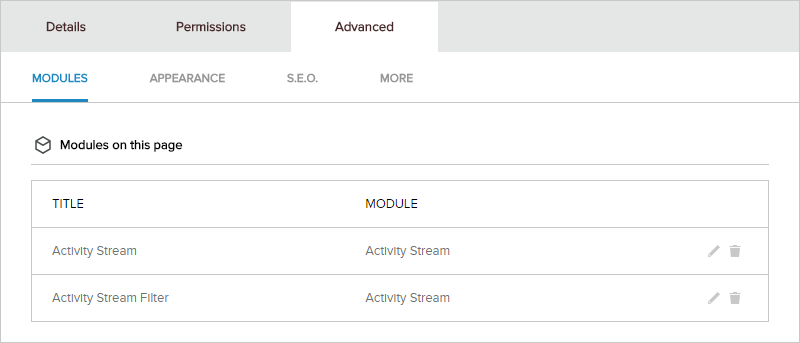 Details Permissions Advanced
MODULES APPEARANCE S.E.O. MORE
Modules on this page
TITLE MODULE
Activity Stream Activity Stream
Activity Stream Filter Activity Stream